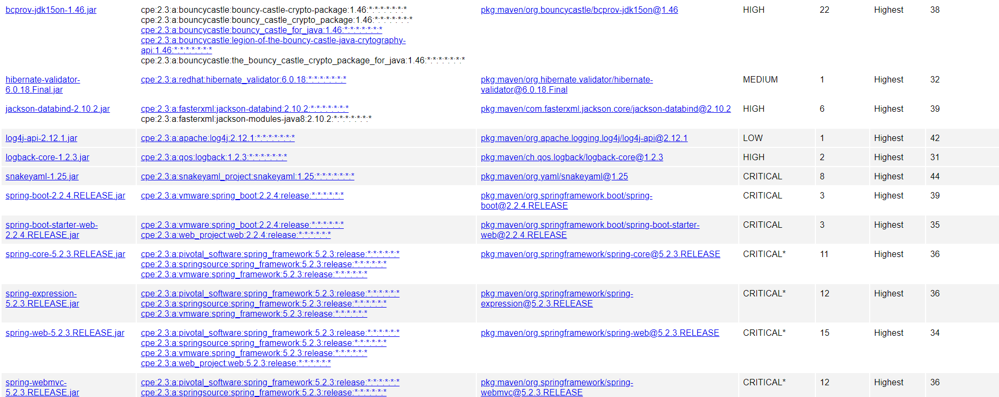 bcprov-jdk15on-1.46.jar cpe:2.3:a:bouncycastle:bouncy-castle-crypto-package:1.46:*:*:*:*:*:*:* pkg:maven/org.bouncycastle/bcprov-jdk15on@1.46 HIGH 22 Highest 38
cpe:2.3:a:bouncycastle:bouncy_castle_crypto_package:1.46:*:*:*:*:*:*:*
cpe:2.3:a:bouncycastle:bouncy_castle_for_java:1.46:*:*:*:*:*:*:*
cpe:2.3:a:bouncycastle:legion-of-the-bouncy-castle-java-crytography-
api:1.46:*:*:*:*:*:*:*
cpe:2.3:a:bouncycastle:the_bouncy_castle_crypto_package_for_java:1.46:*:*:*:*:*:*:*
hibernate-validator- cpe:2.3:a:redhat:hibernate_validator:6.0.18:*:*:*:*:*:*:* pkg:maven/org.hibernate.validator/hibernate- MEDIUM 1 Highest 32
6.0.18.Final.jar validator@6.0.18.Final
jackson-databind-2.10.2.jar cpe:2.3:a:fasterxml:jackson-databind:2.10.2:*:*:*:*:*:*:* pkg:maven/com.fasterxml.jackson.core/jackson-databind@2.10.2 HIGH 6 Highest 39
cpe:2.3:a:fasterxml:jackson-modules-java8:2.10.2:*:*:*:*:*:*:*
log4j-api-2.12.1.jar cpe:2.3:a:apache:log4j:2.12.1:*:*:*:*:*:*:* pkg:maven/org.apache.logging.log4j/log4j-api@2.12.1 LOW 1 Highest 42
logback-core-1.2.3.jar cpe:2.3:a:qos:logback:1.2.3:*:*:*:*:*:*:* pkg:maven/ch.qos.logback/logback-core@1.2.3 HIGH 2 Highest 31
snakeyaml-1.25.jar cpe:2.3:a:snakeyaml_project:snakeyaml:1.25:*:*:*:*:*:*:* pkg:maven/org.yaml/snakeyaml@1.25 CRITICAL 8 Highest 44
spring-boot-2.2.4.RELEASE.jar cpe:2.3:a:vmware:spring_boot:2.2.4:release:*:*:*:*:*:* pkg:maven/org.springframework.boot/spring- CRITICAL 3 Highest 39
boot@2.2.4.RELEASE
spring-boot-starter-web- cpe:2.3:a:vmware:spring_boot:2.2.4:release:*:*:*:*:*:* pkg:maven/org.springframework.boot/spring-boot-starter- CRITICAL 3 Highest 35
2.2.4.RELEASE.jar cpe:2.3:a:web_project:web:2.2.4:release:*:*:*:*:*:* web@2.2.4.RELEASE
spring-core-5.2.3.RELEASE.jar cpe:2.3:a:pivotal_software:spring_framework:5.2.3:release:*:*:*:*:*:* pkg:maven/org.springframework/spring-core@5.2.3.RELEASE CRITICAL* 11 Highest 36
cpe:2.3:a:springsource:spring_framework:5.2.3:release:*:*:*:*:*:*
cpe:2.3:a:vmware:spring_framework:5.2.3:release:*:*:*:*:*:*
spring-expression- cpe:2.3:a:pivotal_software:spring_framework:5.2.3:release:*:*:*:*:*:* pkg:maven/org.springframework/spring- CRITICAL* 12 Highest 36
5.2.3.RELEASE.jar cpe:2.3:a:springsource:spring_framework:5.2.3:release:*:*:*:*:*:* expression@5.2.3.RELEASE
cpe:2.3:a:vmware:spring_framework:5.2.3:release:*:*:*:*:*:*
spring-web-5.2.3.RELEASE.jar cpe:2.3:a:pivotal_software:spring_framework:5.2.3:release:*:*:*:*:*:* pkg:maven/org.springframework/spring-web@5.2.3.RELEASE CRITICAL* 15 Highest 34
cpe:2.3:a:springsource:spring_framework:5.2.3:release:*:*:*:*:*:*
cpe:2.3:a:vmware:spring_framework:5.2.3:release:*:*:*:*:*:*
cpe:2.3:a:web_project:web:5.2.3:release:*:*:*:*:*:*
spring-webmvc- cpe:2.3:a:pivotal_software:spring_framework:5.2.3:release:*:*:*:*:*:* pkg:maven/org.springframework/spring- CRITICAL* 12 Highest 36
5.2.3.RELEASE.jar cpe:2.3:a:springsource:spring_framework:5.2.3:release:*:*:*:*:*:* webmvc@5.2.3.RELEASE